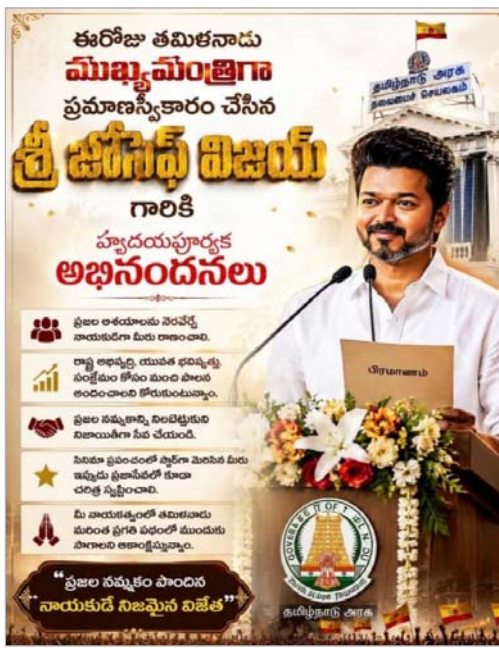 ఈరోజు తమిళనాడు
ముఖ్యమంత్రిగా
ప్రమాణస్వీకారం చేసిన
శ్రీ జోసెఫ్ విజయ్
గారికి
హృదయపూర్వక
అభినందనలు
ప్రజల ఆశయాలను నెరవేర్చే
నాయకుడిగా మీరు రాణించాలి.
రాష్ట్ర అభివృద్ధి, యువత భవిష్యత్తు,
సంక్షేమం కోసం మంచి పాలన
అందించాలని కోరుకుంటున్నాం.
ప్రజల నమ్మకాన్ని నిలబెట్టుకుని
నిజాయితీగా సేవ చేయండి.
సినిమా ప్రపంచంలో స్టార్‌గా మెరిసిన మీరు
ఇప్పుడు ప్రజాసేవలో కూడా
చరిత్ర సృష్టించాలి.
మీ నాయకత్వంలో తమిళనాడు
మరింత ప్రగతి పథంలో ముందుకు
సాగాలని ఆకాంక్షిస్తున్నాం.
"ప్రజల నమ్మకం పొందిన
నాయకుడే నిజమైన విజేత"
தமிழ்நாடு அரசு
தலைமைச் செயலகம்
பிரமாணம்
தமிழ்நாடு அரசு